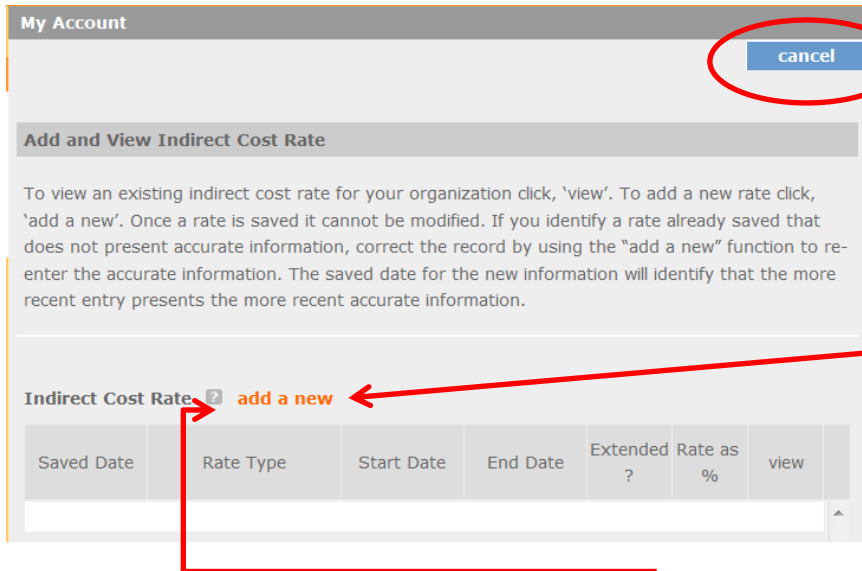 My Account
cancel
Add and View Indirect Cost Rate
To view an existing indirect cost rate for your organization click, ‘view’. To add a new rate click,
‘add a new’. Once a rate is saved it cannot be modified. If you identify a rate already saved that
does not present accurate information, correct the record by using the “add a new” function to re-
enter the accurate information. The saved date for the new information will identify that the more
recent entry presents the more recent accurate information.
Indirect Cost Rate ? add a new
Saved Date Rate Type Start Date End Date Extended ? Rate as % view